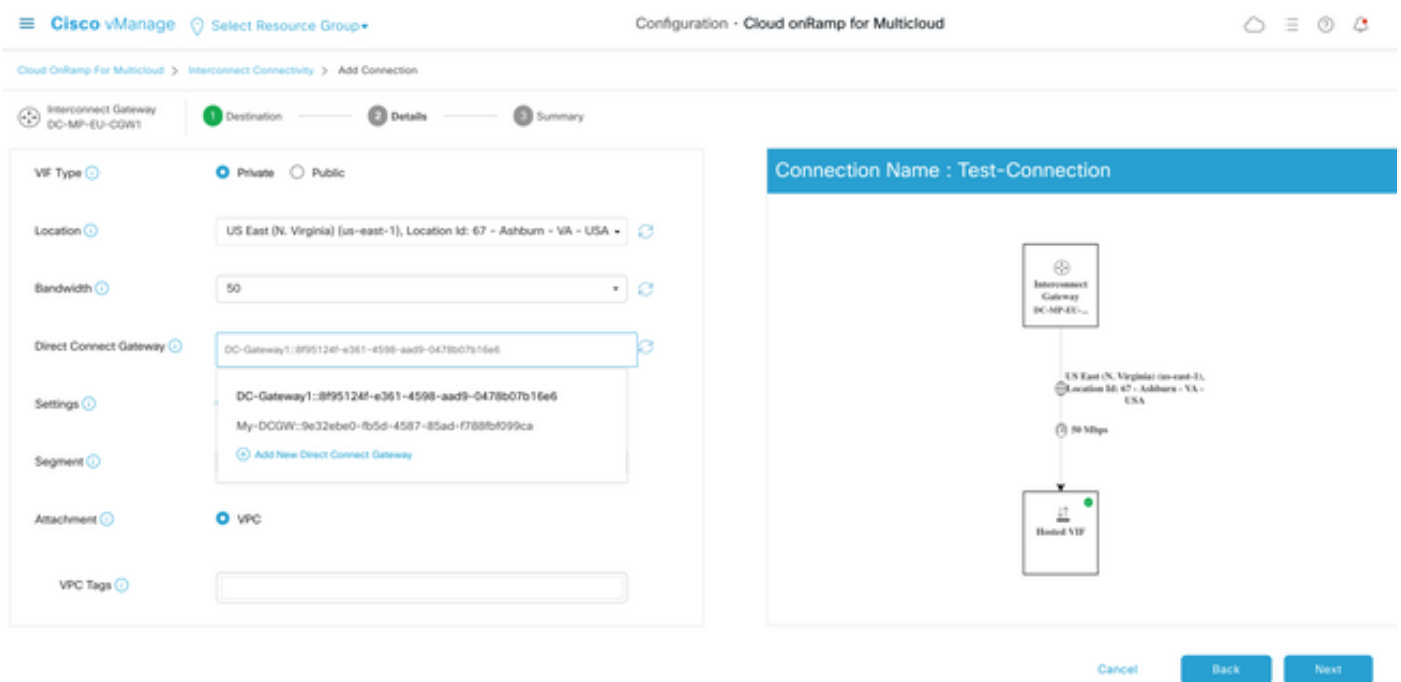 Cisco vManage Select Resource Group Configuration · Cloud onRamp for Multicloud
Cloud OnRamp For Multicloud > Interconnect Connectivity > Add Connection
Interconnect Gateway
DC-MP-EU-CGW1
1 Destination 2 Details 3 Summary
VIF Type Private Public
Location US East (N. Virginia) (us-east-1), Location Id: 67 - Ashburn - VA - USA
Bandwidth 50
Direct Connect Gateway DC-Gateway1::8f95124f-e361-4598-aad9-0478b07b16e6
DC-Gateway1::8f95124f-e361-4598-aad9-0478b07b16e6
Settings
My-DCGW::9e32ebe0-fb5d-4587-85ad-f788fbf099ca
Add New Direct Connect Gateway
Segment
Attachment VPC
VPC Tags
Connection Name : Test-Connection
Interconnect
Gateway
DC-MP-EU-...
US East (N. Virginia) (us-east-1),
Location Id: 67 - Ashburn - VA -
USA
50 Mbps
Hosted VIF
Cancel Back Next